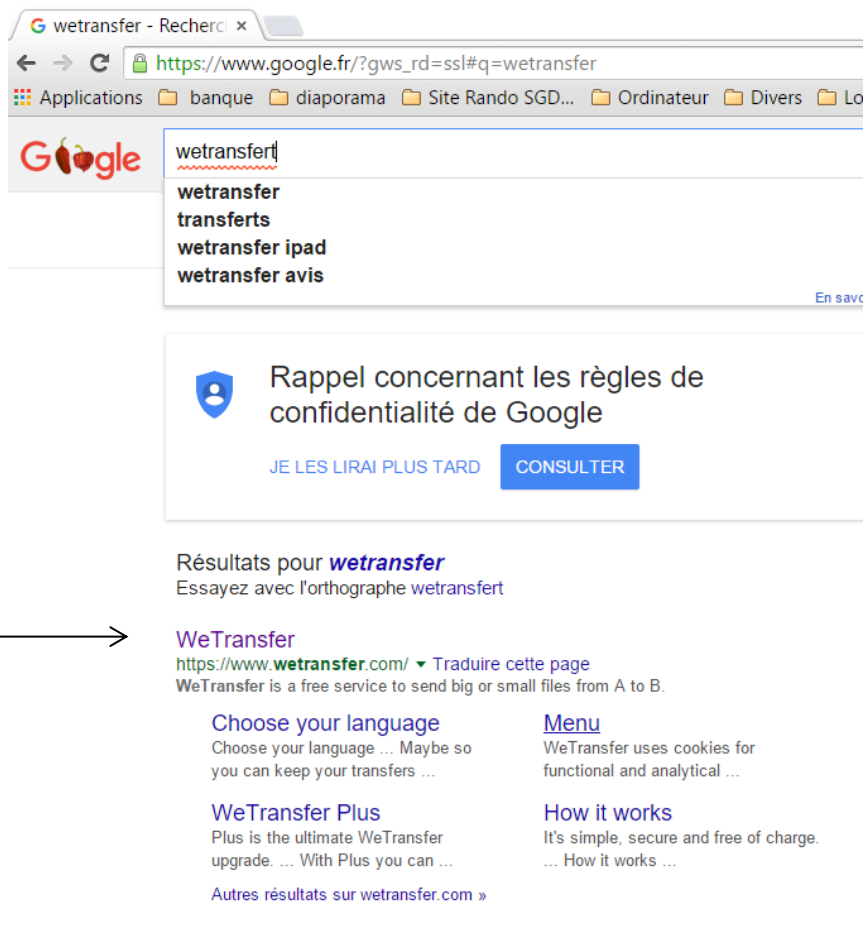 wetransfer - Recherc
https://www.google.fr/?gws_rd=ssl#q=wetransfer
Applications banque diaporama Site Rando SGD... Ordinateur Divers Lo
Google wetransfert
wetransfer
transferts
wetransfer ipad
wetransfer avis
En savo
Rappel concernant les règles de
confidentialité de Google
JE LES LIRAI PLUS TARD CONSULTER
Résultats pour wetransfer
Essayez avec l'orthographe wetransfert
WeTransfer
https://www.wetransfer.com/ Traduire cette page
WeTransfer is a free service to send big or small files from A to B.
Choose your language
Choose your language ... Maybe so
you can keep your transfers ...
Menu
WeTransfer uses cookies for
functional and analytical ...
WeTransfer Plus
Plus is the ultimate WeTransfer
upgrade. ... With Plus you can ...
How it works
It's simple, secure and free of charge.
... How it works ...
Autres résultats sur wetransfer.com »